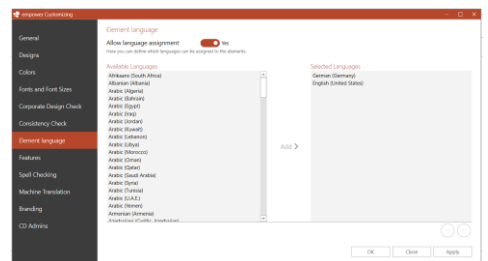 empower Customizing
General
Designs
Colors
Fonts and Font Sizes
Corporate Design Check
Consistency Check
Element language
Features
Spell Checking
Machine Translation
Branding
CD Admins
Element language
Allow language assignment Yes
Here you can define which languages can be assigned to the elements.
Available Languages
Afrikaans (South Africa)
Albanian (Albania)
Arabic (Algeria)
Arabic (Bahrain)
Arabic (Egypt)
Arabic (Iraq)
Arabic (Jordan)
Arabic (Kuwait)
Arabic (Lebanon)
Arabic (Libya)
Arabic (Morocco)
Arabic (Oman)
Arabic (Qatar)
Arabic (Saudi Arabia)
Arabic (Syria)
Arabic (Tunisia)
Arabic (U.A.E.)
Arabic (Yemen)
Armenian (Armenia)
Azerbaijani (Cyrillic, Azerbaijan)
Add >
Selected Languages
German (Germany)
English (United States)
OK
Close
Apply